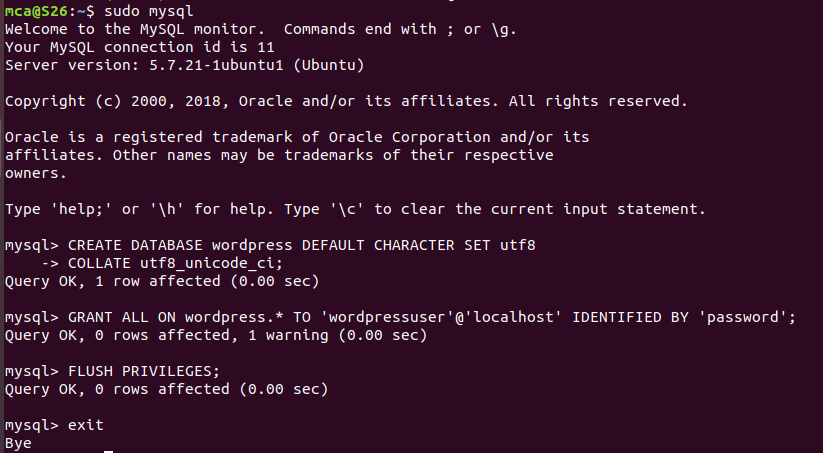 mca@S26:~$ sudo mysql
Welcome to the MySQL monitor.  Commands end with ; or \g.
Your MySQL connection id is 11
Server version: 5.7.21-1ubuntu1 (Ubuntu)

Copyright (c) 2000, 2018, Oracle and/or its affiliates. All rights reserved.

Oracle is a registered trademark of Oracle Corporation and/or its
affiliates. Other names may be trademarks of their respective
owners.

Type 'help;' or '\h' for help. Type '\c' to clear the current input statement.

mysql> CREATE DATABASE wordpress DEFAULT CHARACTER SET utf8
    -> COLLATE utf8_unicode_ci;
Query OK, 1 row affected (0.00 sec)

mysql> GRANT ALL ON wordpress.* TO 'wordpressuser'@'localhost' IDENTIFIED BY 'password';
Query OK, 0 rows affected, 1 warning (0.00 sec)

mysql> FLUSH PRIVILEGES;
Query OK, 0 rows affected (0.00 sec)

mysql> exit
Bye